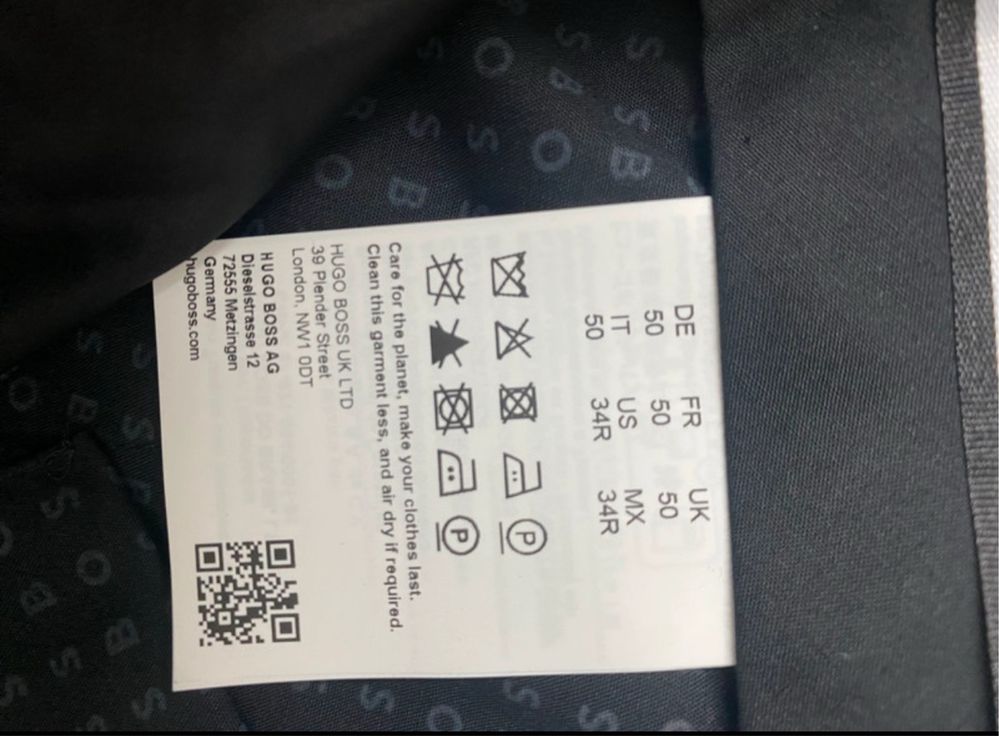 DE FR UK
50 50 50
IT US MX
50 34R 34R
P
P
Care for the planet, make your clothes last.
Clean this garment less, and air dry if required.
HUGO BOSS UK LTD
39 Plender Street
London, NW1 0DT
HUGO BOSS AG
Dieselstrasse 12
72555 Metzingen
Germany
hugoboss.com